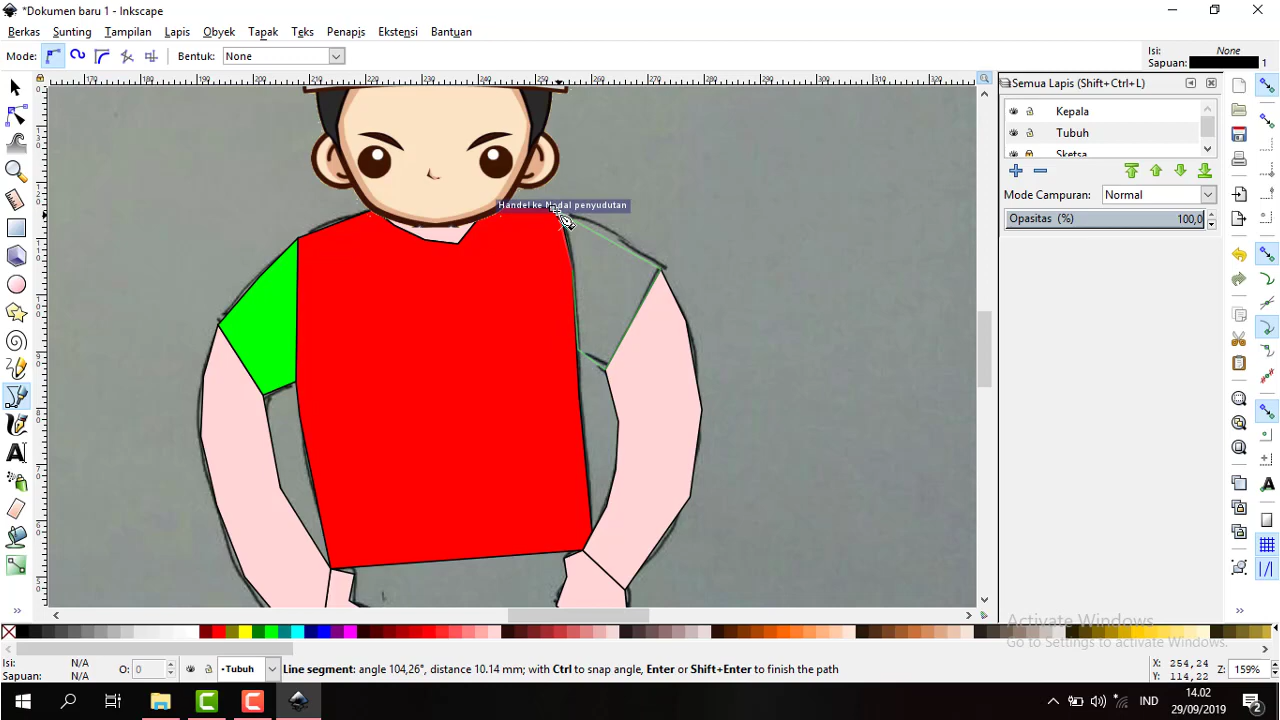 *Dokumen baru 1 - Inkscape
Berkas Sunting Tampilan Lapis Obyek Tapak Teks Penapis Ekstensi Bantuan
Mode: Bentuk: None
Isi: None
Sapuan: 1
Semua Lapis (Shift+Ctrl+L)
Kepala
Tubuh
Sketsa
Mode Campuran: Normal
Opasitas (%) 100,0
Handel ke Nodal penyudutan
Activate Windows
Go to Settings to activate Windows.
Isi: N/A
Sapuan: N/A
O: 0
•Tubuh
Line segment: angle 104,26°, distance 10.14 mm; with Ctrl to snap angle, Enter or Shift+Enter to finish the path
X: 254,24
Y: 114,22
Z: 159%
IND
14.02
29/09/2019
2